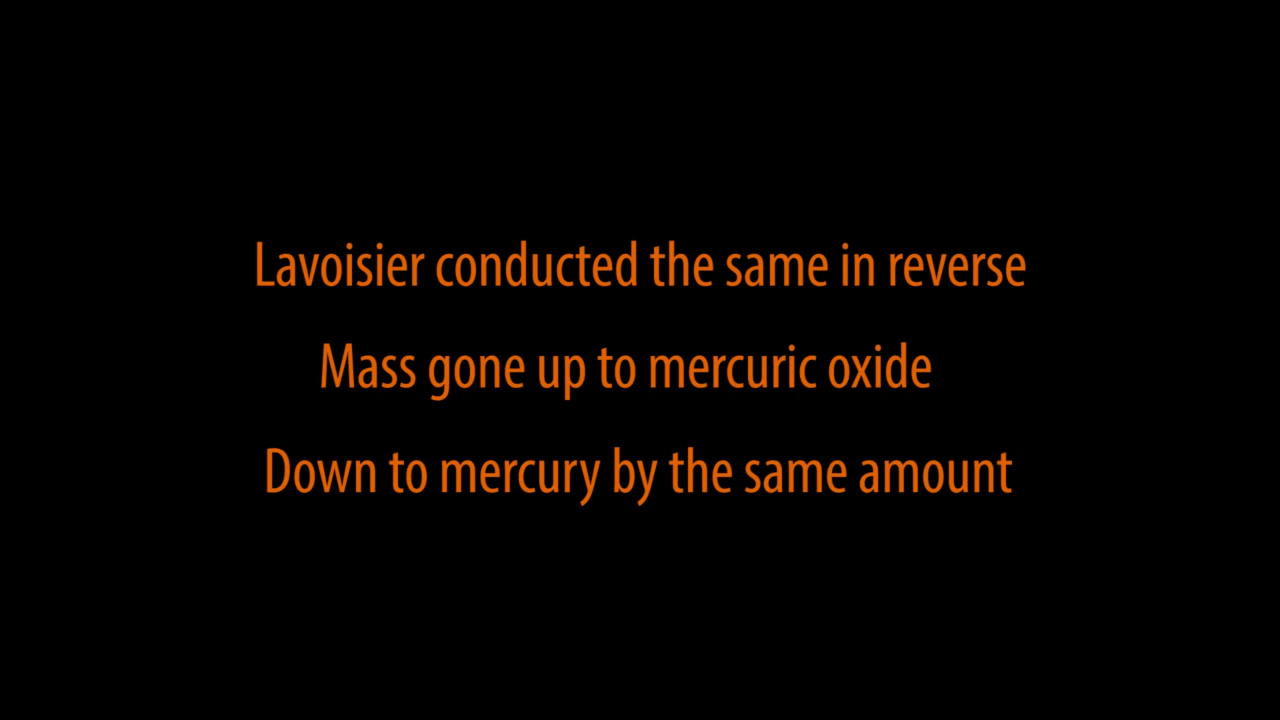 Lavoisier conducted the same in reverse
Mass gone up to mercuric oxide
Down to mercury by the same amount